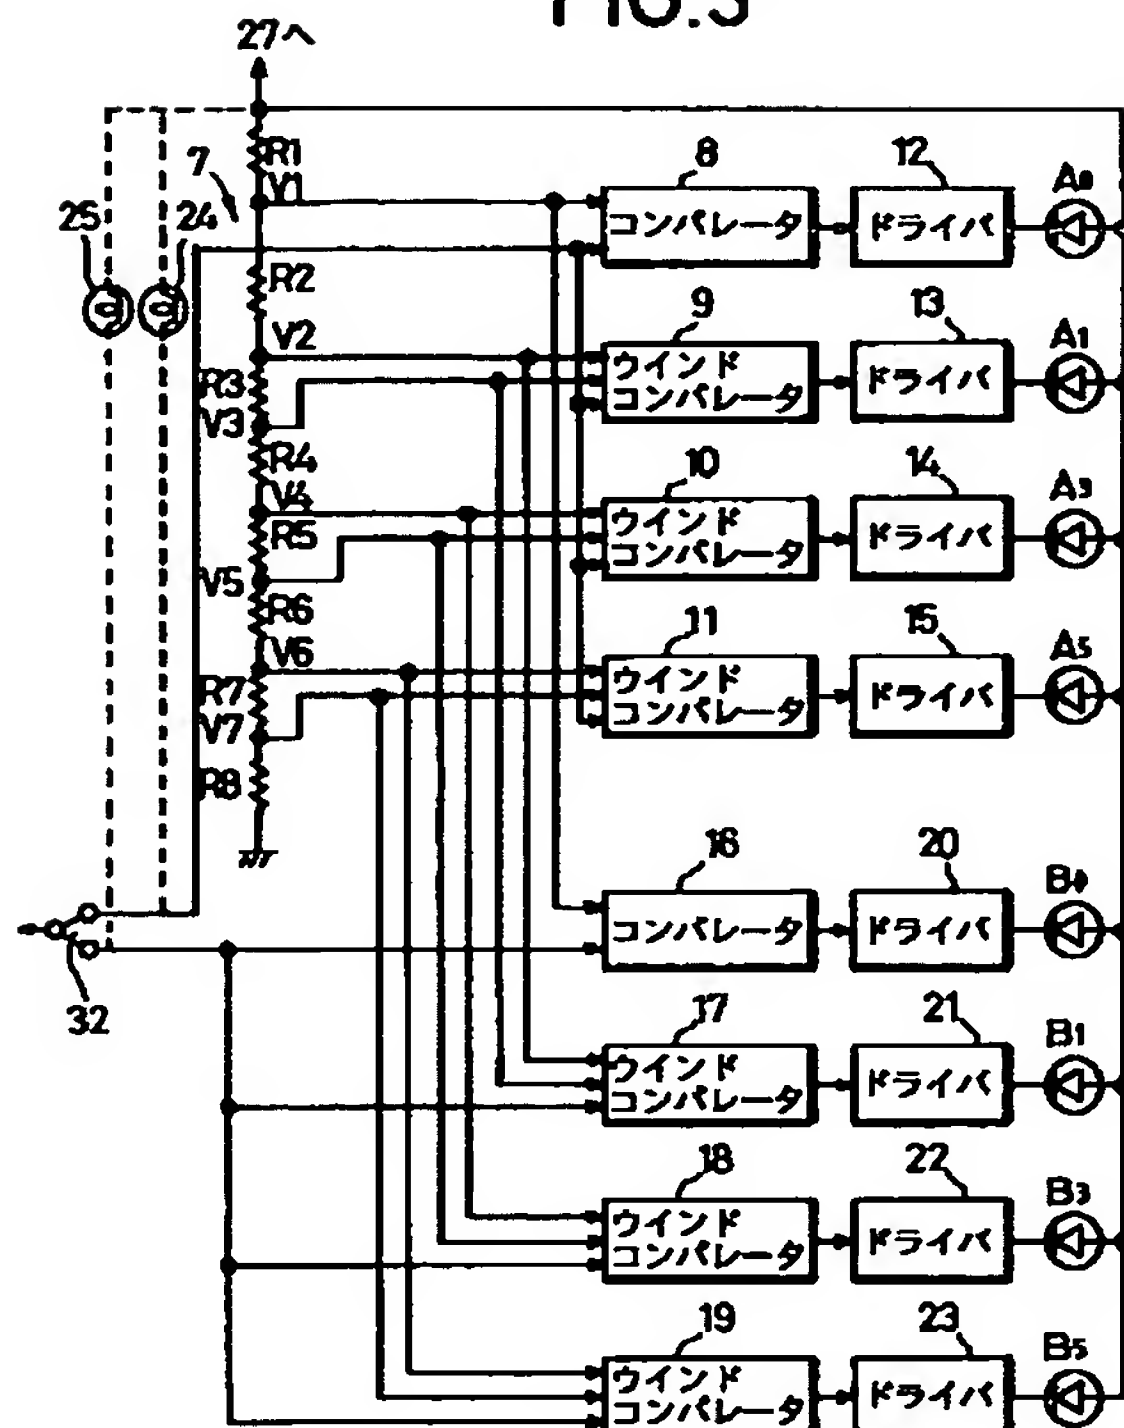 FIG.3
27へ
R1
7
V1
8
12
A0
25
24
コンパレータ
ドライバ
R2
9
13
A1
V2
ウインド
コンパレータ
ドライバ
R3
V3
R4
10
14
A3
V4
R5
ウインド
コンパレータ
ドライバ
V5
R6
11
15
A5
V6
ウインド
コンパレータ
ドライバ
R7
V7
R8
16
20
B0
コンパレータ
ドライバ
32
17
21
B1
ウインド
コンパレータ
ドライバ
18
22
B3
ウインド
コンパレータ
ドライバ
19
23
B5
ウインド
コンパレータ
ドライバ